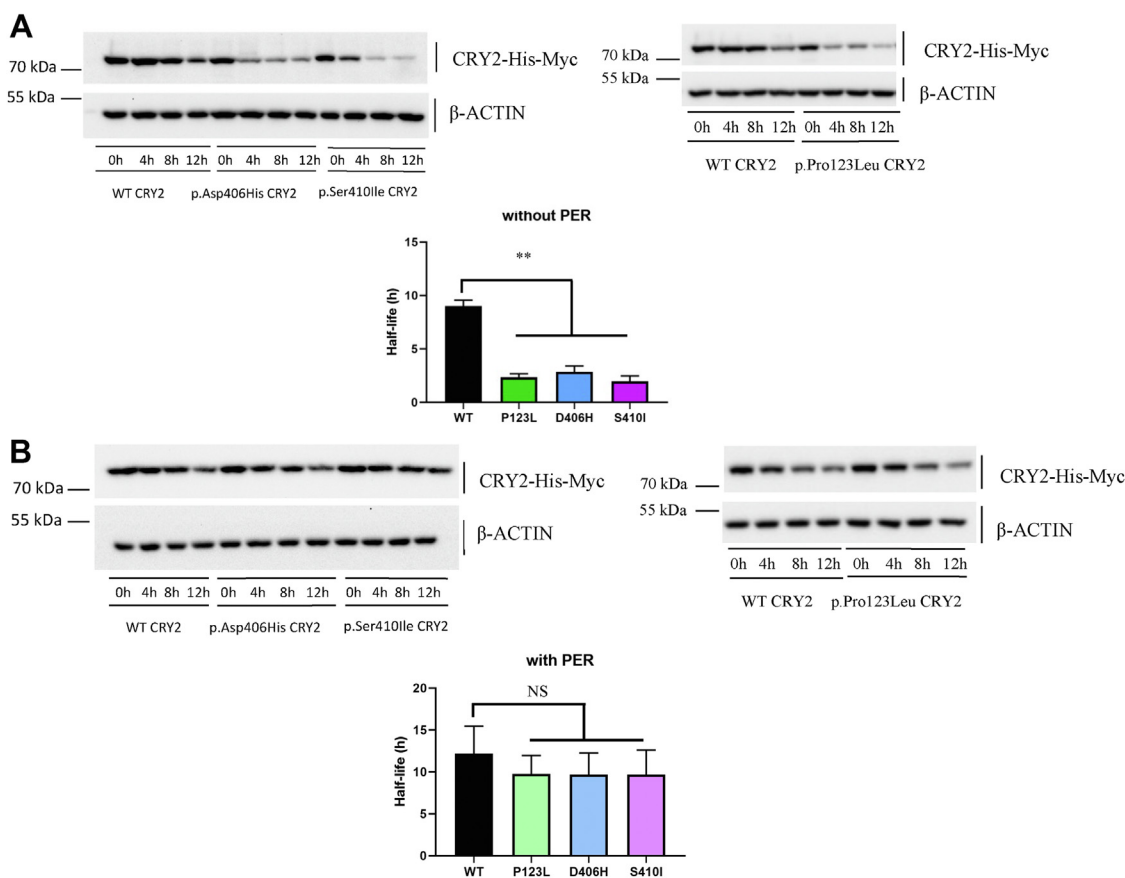 A
70 kDa
55 kDa
CRY2-His-Myc
β-ACTIN
0h 4h 8h 12h 0h 4h 8h 12h 0h 4h 8h 12h
WT CRY2 p.Asp406His CRY2 p.Ser410Ile CRY2
70 kDa
55 kDa
CRY2-His-Myc
β-ACTIN
0h 4h 8h 12h 0h 4h 8h 12h
WT CRY2 p.Pro123Leu CRY2
without PER
Half-life (h)
15
10
5
0
**
WT P123L D406H S410I
B
70 kDa
55 kDa
CRY2-His-Myc
β-ACTIN
0h 4h 8h 12h 0h 4h 8h 12h 0h 4h 8h 12h
WT CRY2 p.Asp406His CRY2 p.Ser410Ile CRY2
70 kDa
55 kDa
CRY2-His-Myc
β-ACTIN
0h 4h 8h 12h 0h 4h 8h 12h
WT CRY2 p.Pro123Leu CRY2
with PER
Half-life (h)
20
15
10
5
0
NS
WT P123L D406H S410I